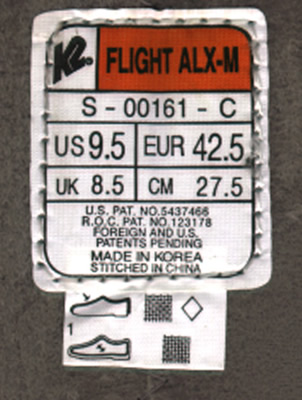 K2 FLIGHT ALX-M
S - 00161 - C
US 9.5 EUR 42.5
UK 8.5 CM 27.5
U.S. PAT. NO.5437466
R.O.C. PAT NO.123178
FOREIGN AND U.S.
PATENTS PENDING
MADE IN KOREA
STITCHED IN CHINA
1